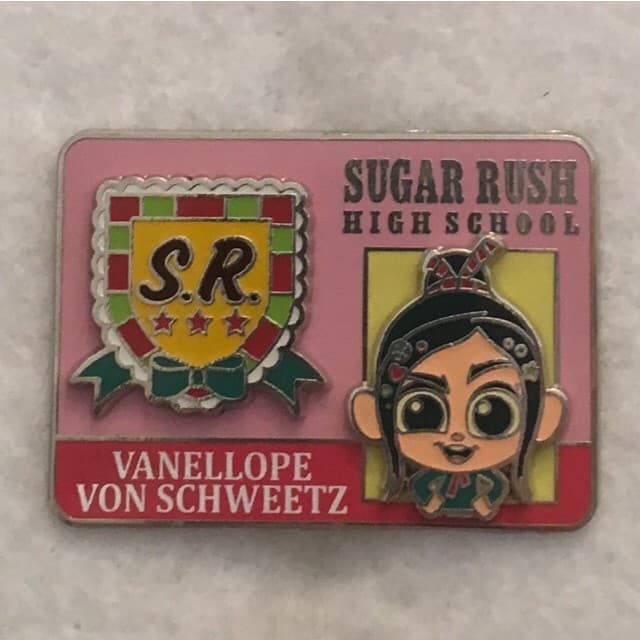 S.R.
SUGAR RUSH
HIGH SCHOOL
VANELLOPE
VON SCHWEETZ